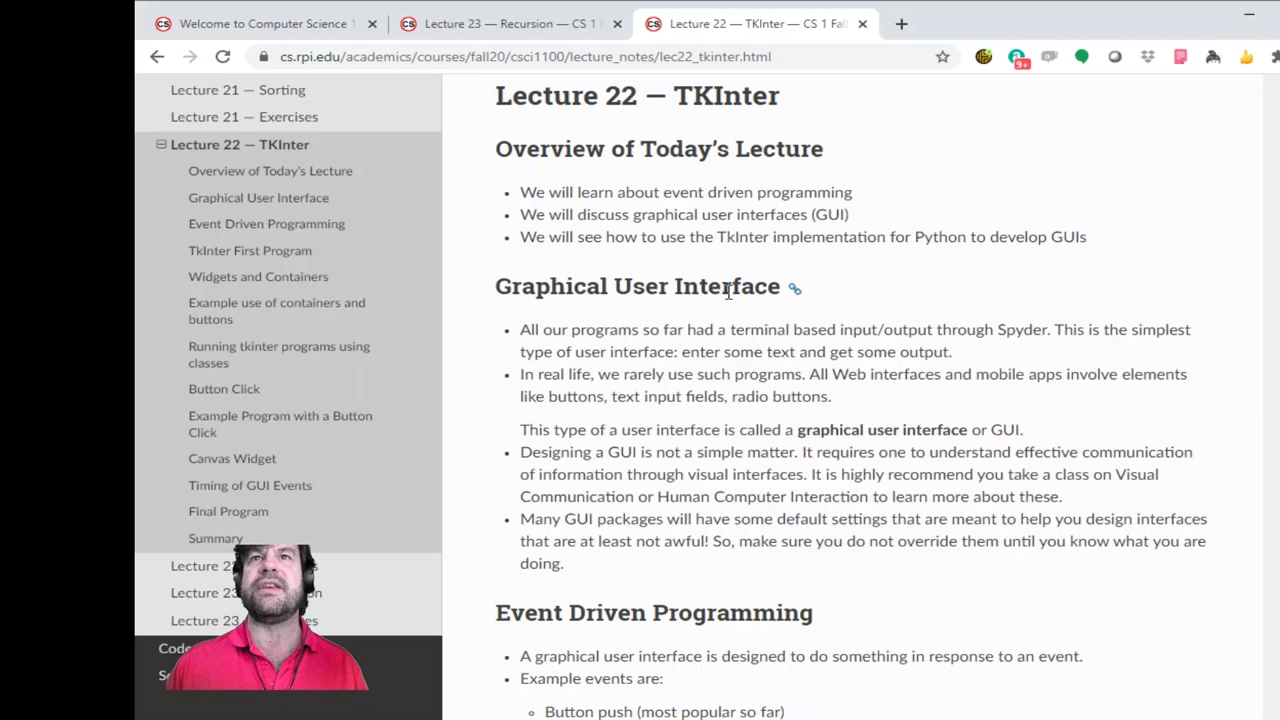 CS Welcome to Computer Science 1
CS Lecture 23 — Recursion — CS 1 F
CS Lecture 22 — TKInter — CS 1 Fall
cs.rpi.edu/academics/courses/fall20/csci1100/lecture_notes/lec22_tkinter.html
9+
Lecture 21 — Sorting
Lecture 21 — Exercises
Lecture 22 — TKInter
Overview of Today's Lecture
Graphical User Interface
Event Driven Programming
TkInter First Program
Widgets and Containers
Example use of containers and
buttons
Running tkinter programs using
classes
Button Click
Example Program with a Button
Click
Canvas Widget
Timing of GUI Events
Final Program
Summary
Lecture 2
Lecture 23
Lecture 23
Code
Lecture 22 — TKInter
Overview of Today's Lecture
• We will learn about event driven programming
• We will discuss graphical user interfaces (GUI)
• We will see how to use the TkInter implementation for Python to develop GUIs
Graphical User Interface
• All our programs so far had a terminal based input/output through Spyder. This is the simplest
type of user interface: enter some text and get some output.
• In real life, we rarely use such programs. All Web interfaces and mobile apps involve elements
like buttons, text input fields, radio buttons.
This type of a user interface is called a graphical user interface or GUI.
• Designing a GUI is not a simple matter. It requires one to understand effective communication
of information through visual interfaces. It is highly recommend you take a class on Visual
Communication or Human Computer Interaction to learn more about these.
• Many GUI packages will have some default settings that are meant to help you design interfaces
that are at least not awful! So, make sure you do not override them until you know what you are
doing.
Event Driven Programming
• A graphical user interface is designed to do something in response to an event.
• Example events are:
◦ Button push (most popular so far)